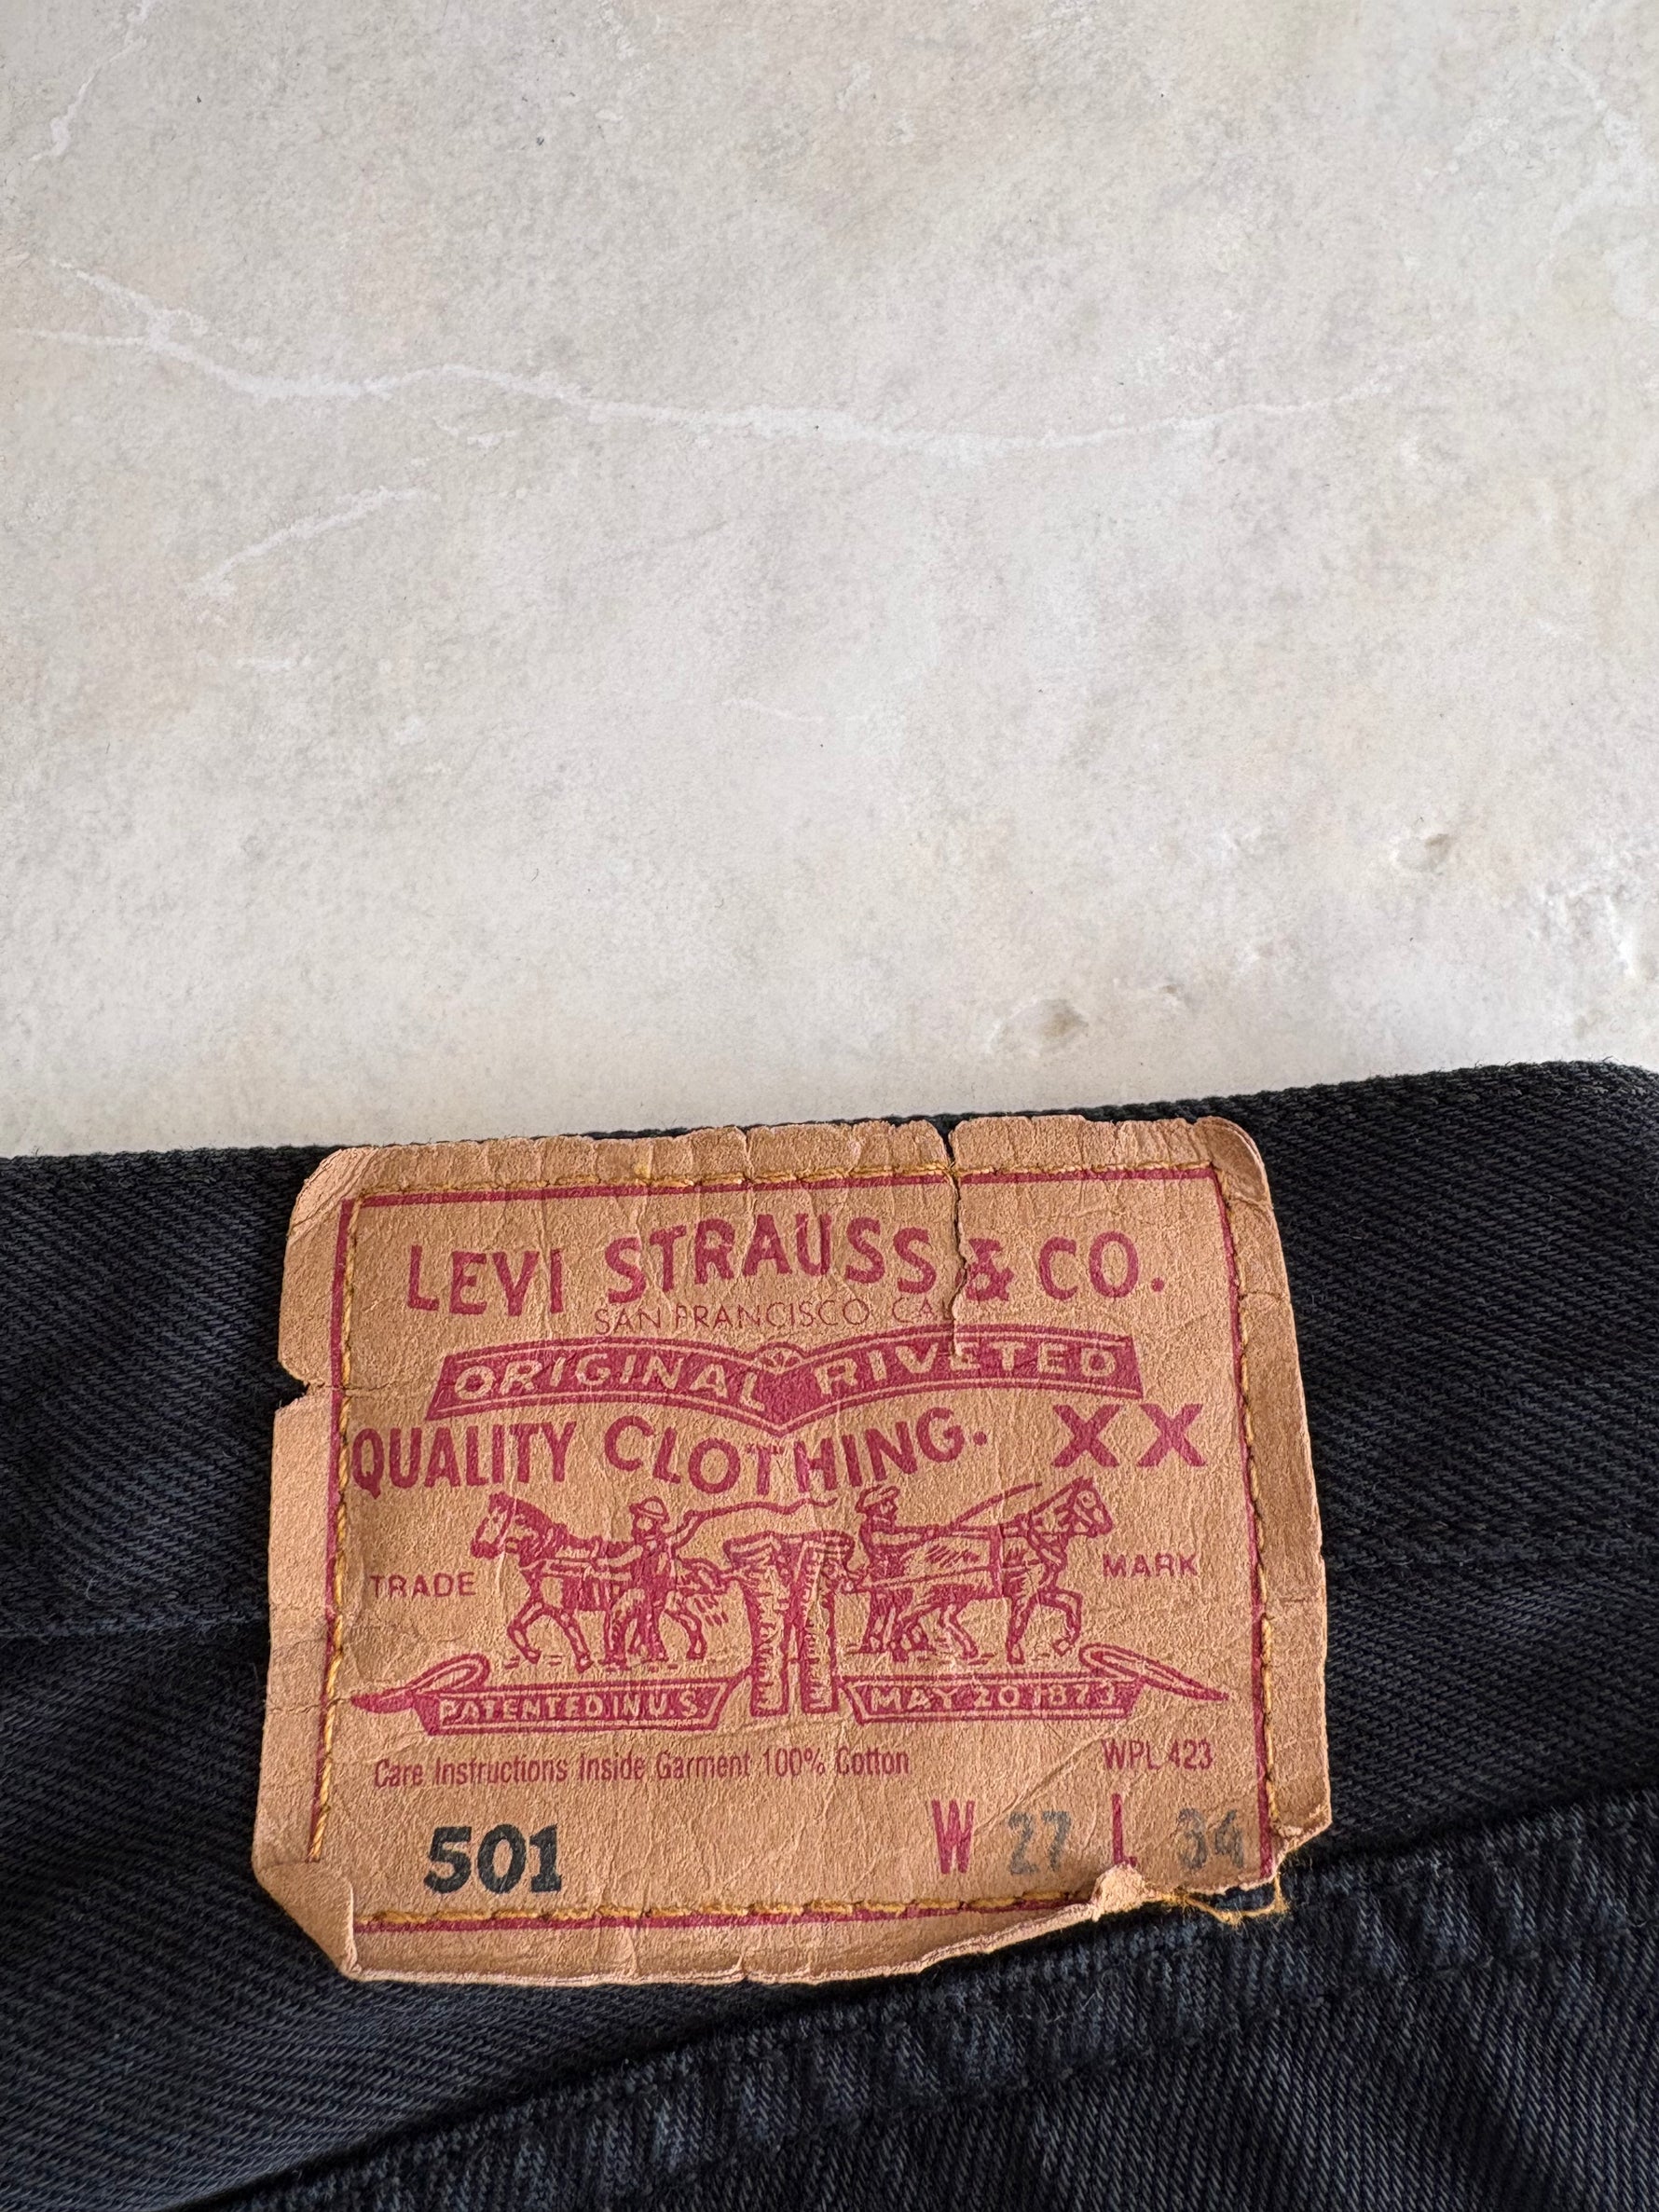 LEVI STRAUSS & CO.
SAN FRANCISCO CAL
ORIGINAL RIVETED
QUALITY CLOTHING. XX
TRADE MARK
PATENTED IN U.S. MAY 20 1873
Care Instructions Inside Garment 100% Cotton WPL 423
501 W 27 L 34